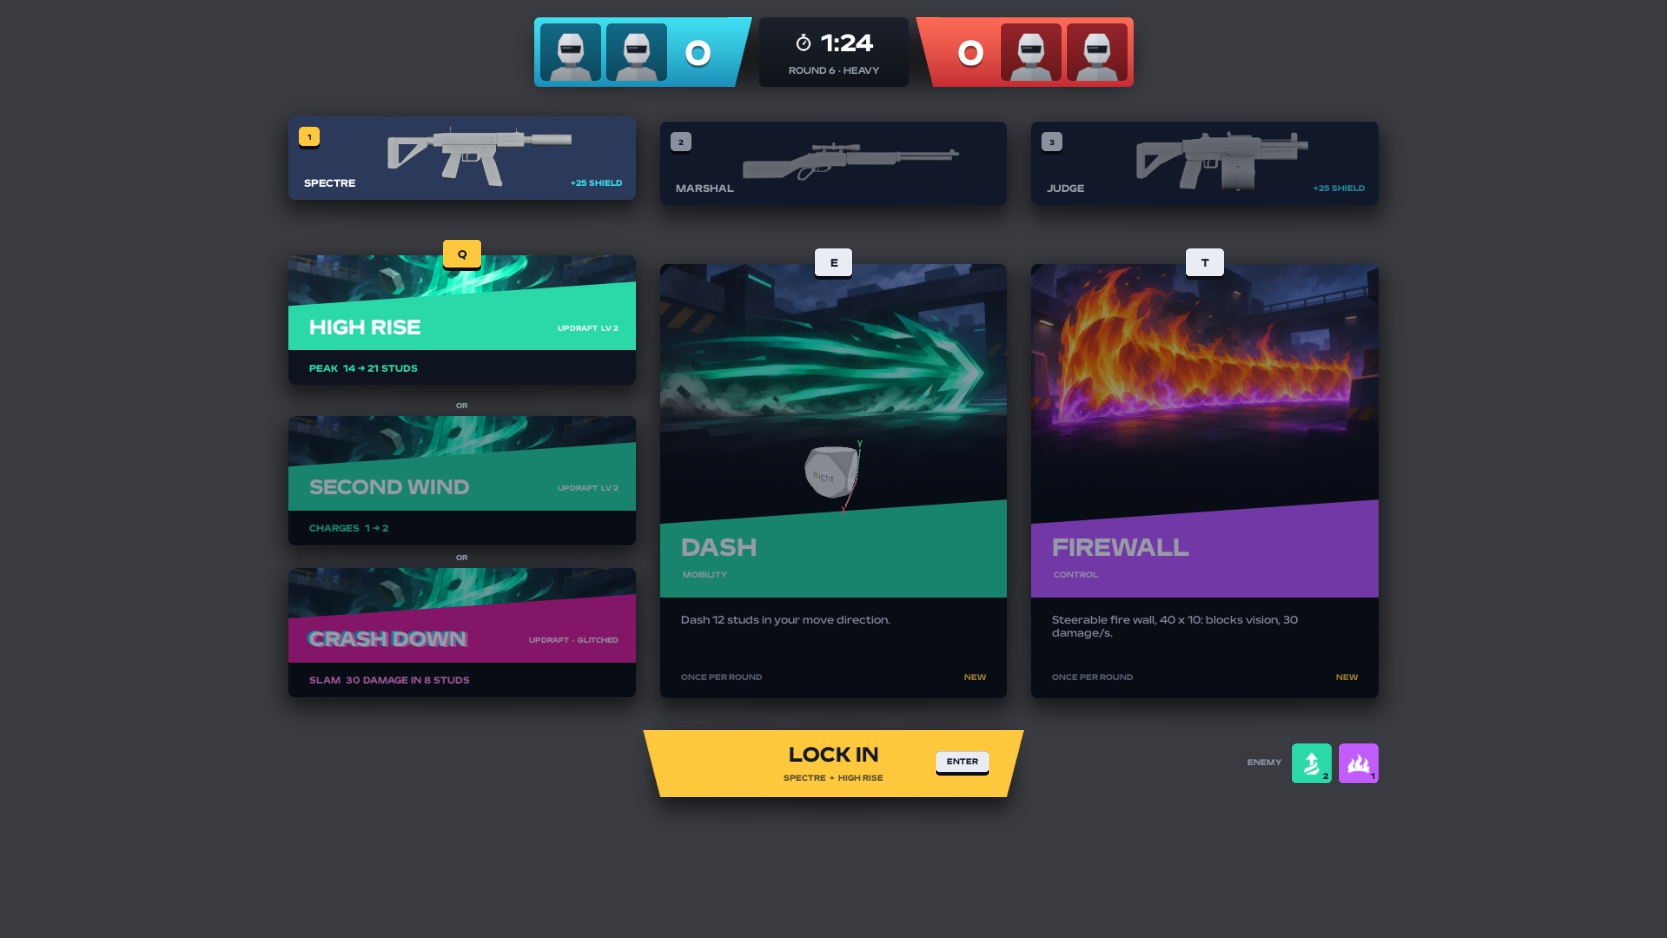 0
1:24
ROUND 6 · HEAVY
0
1
SPECTRE
+25 SHIELD
2
MARSHAL
3
JUDGE
+25 SHIELD
Q
HIGH RISE
UPDRAFT LV 2
PEAK 14 → 21 STUDS
OR
SECOND WIND
UPDRAFT LV 2
CHARGES 1 → 2
OR
CRASH DOWN
UPDRAFT · GLITCHED
SLAM 30 DAMAGE IN 8 STUDS
E
Y
Right
X
DASH
MOBILITY
Dash 12 studs in your move direction.
ONCE PER ROUND
NEW
T
FIREWALL
CONTROL
Steerable fire wall, 40 x 10: blocks vision, 30
damage/s.
ONCE PER ROUND
NEW
LOCK IN
SPECTRE + HIGH RISE
ENTER
ENEMY
2
1